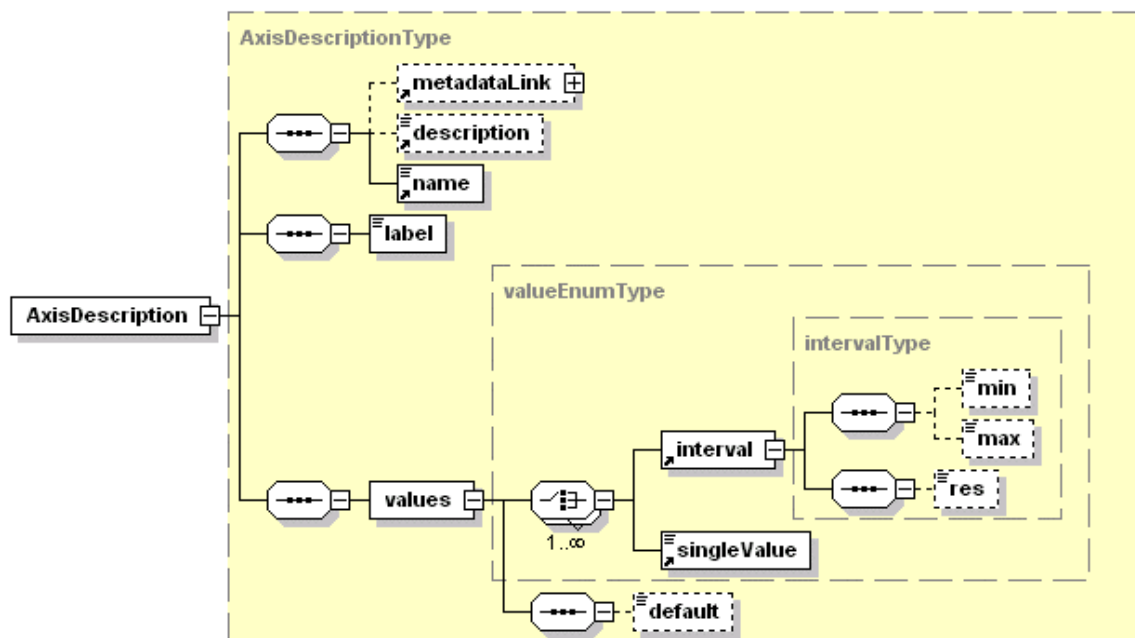 AxisDescriptionType
metadataLink
description
name
label
valueEnumType
AxisDescription
intervalType
min
max
interval
res
values
1..∞
singleValue
default